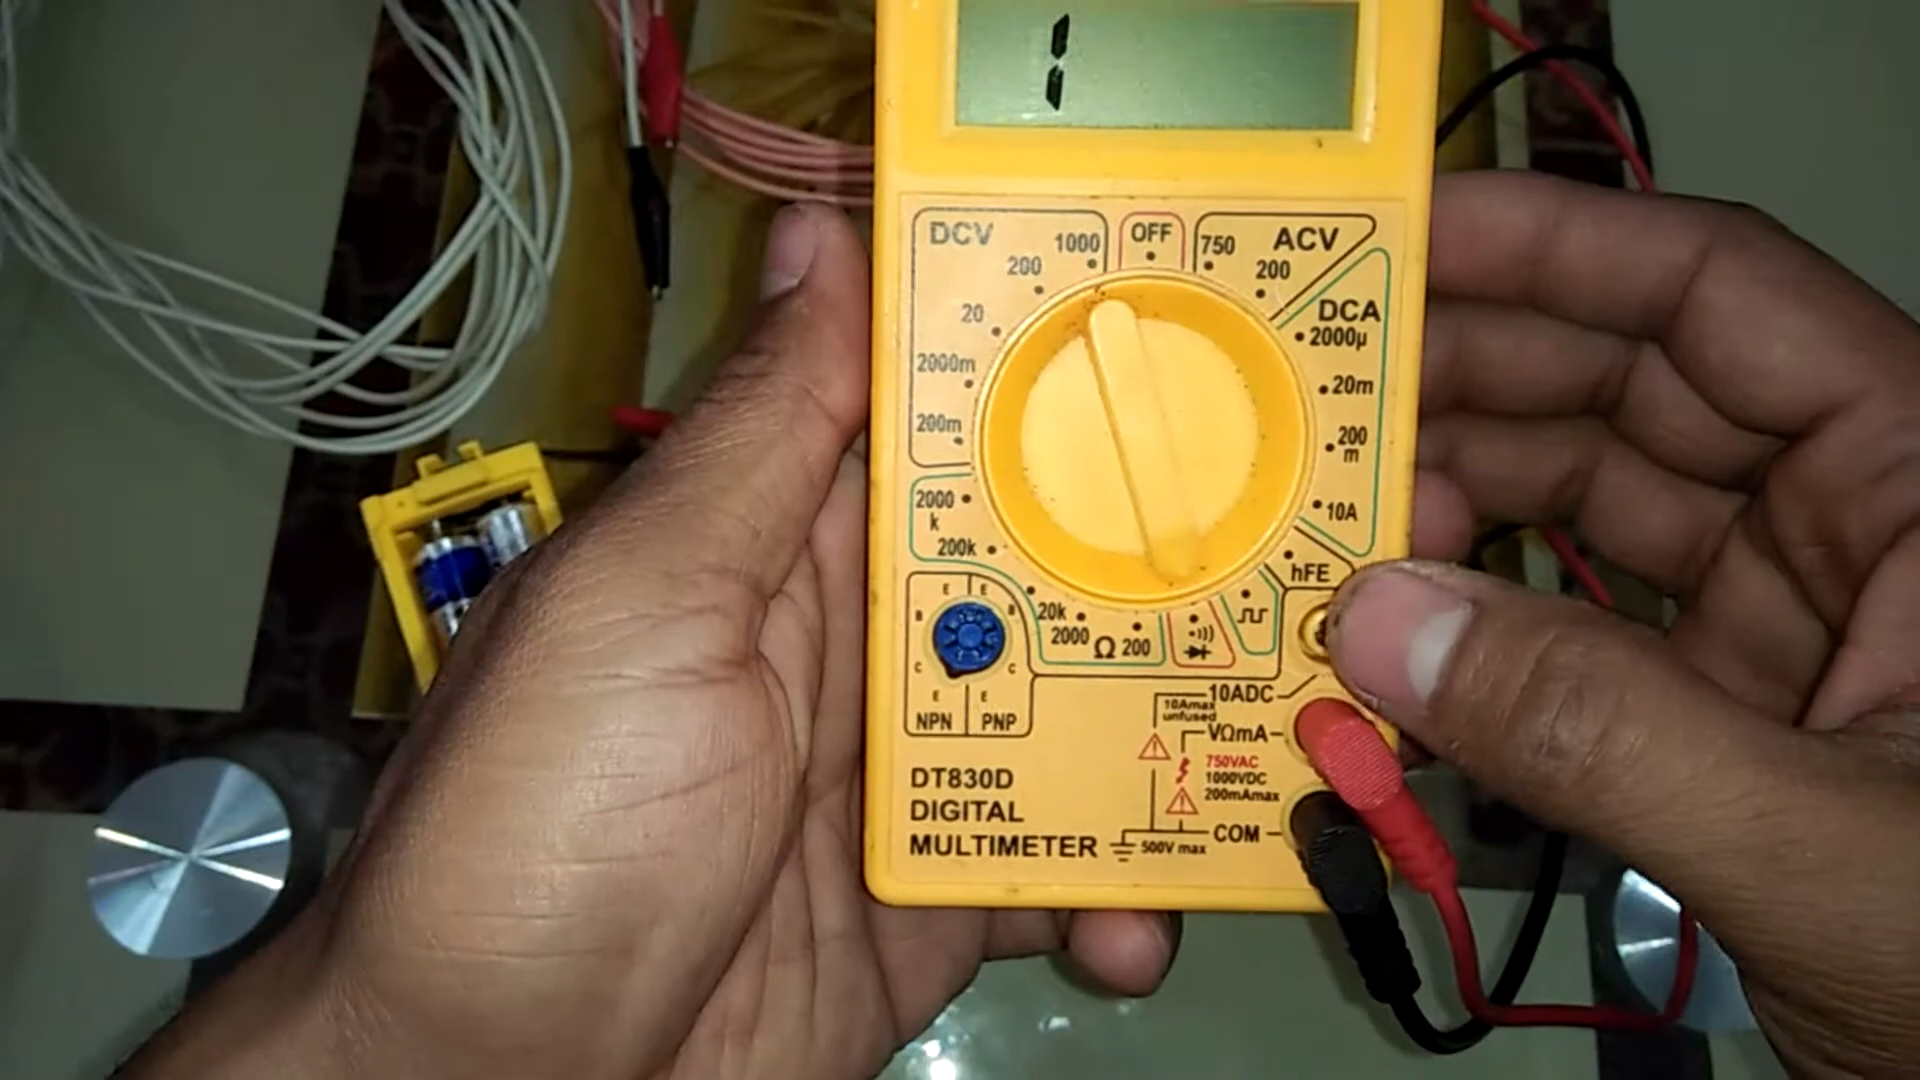 1
DCV
1000
OFF
750
ACV
200
200
DCA
20
2000µ
2000m
20m
200m
200
m
2000
k
10A
200k
hFE
20k
2000
Ω
200
E
E
B
B
C
C
E
E
NPN
PNP
10ADC
10Amax
unfused
VΩmA
750VAC
1000VDC
200mAmax
DT830D
DIGITAL
MULTIMETER
COM
500V max